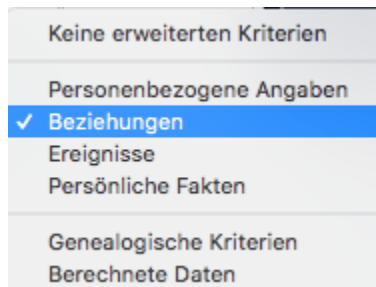 Keine erweiterten Kriterien
Personenbezogene Angaben
✓ Beziehungen
Ereignisse
Persönliche Fakten
Genealogische Kriterien
Berechnete Daten